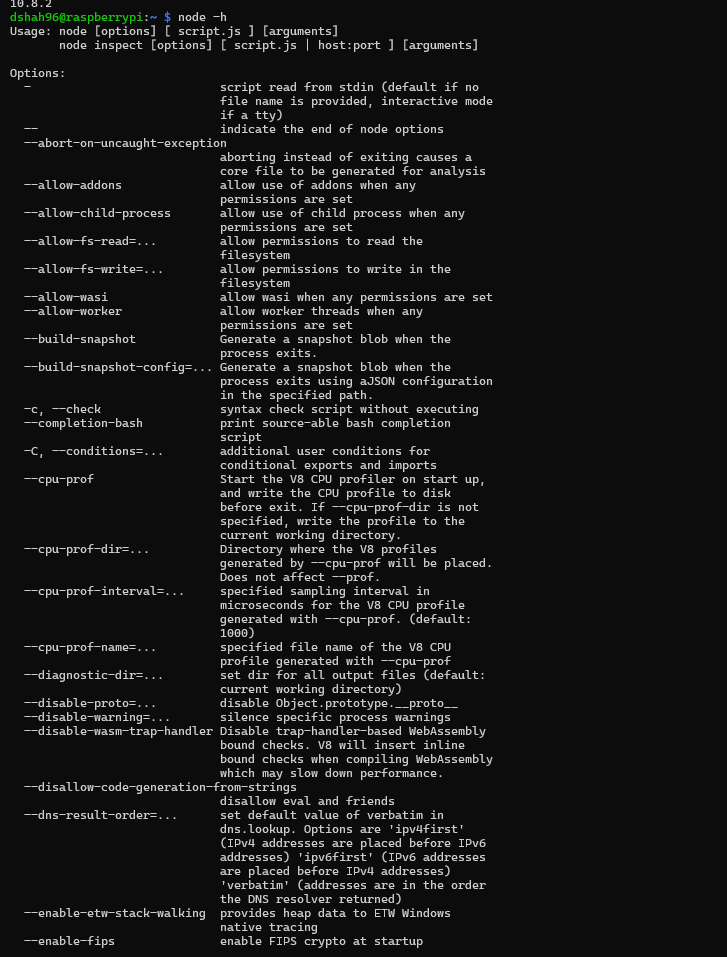 10.8.2
dshah96@raspberrypi:~ $ node -h
Usage: node [options] [ script.js ] [arguments]
       node inspect [options] [ script.js | host:port ] [arguments]

Options:
  -                          script read from stdin (default if no
                             file name is provided, interactive mode
                             if a tty)
  --                         indicate the end of node options
  --abort-on-uncaught-exception
                             aborting instead of exiting causes a
                             core file to be generated for analysis
  --allow-addons             allow use of addons when any
                             permissions are set
  --allow-child-process      allow use of child process when any
                             permissions are set
  --allow-fs-read=...        allow permissions to read the
                             filesystem
  --allow-fs-write=...       allow permissions to write in the
                             filesystem
  --allow-wasi               allow wasi when any permissions are set
  --allow-worker             allow worker threads when any
                             permissions are set
  --build-snapshot           Generate a snapshot blob when the
                             process exits.
  --build-snapshot-config=... Generate a snapshot blob when the
                             process exits using aJSON configuration
                             in the specified path.
  -c, --check                syntax check script without executing
  --completion-bash          print source-able bash completion
                             script
  -C, --conditions=...       additional user conditions for
                             conditional exports and imports
  --cpu-prof                 Start the V8 CPU profiler on start up,
                             and write the CPU profile to disk
                             before exit. If --cpu-prof-dir is not
                             specified, write the profile to the
                             current working directory.
  --cpu-prof-dir=...         Directory where the V8 profiles
                             generated by --cpu-prof will be placed.
                             Does not affect --prof.
  --cpu-prof-interval=...    specified sampling interval in
                             microseconds for the V8 CPU profile
                             generated with --cpu-prof. (default:
                             1000)
  --cpu-prof-name=...        specified file name of the V8 CPU
                             profile generated with --cpu-prof
  --diagnostic-dir=...       set dir for all output files (default:
                             current working directory)
  --disable-proto=...        disable Object.prototype.__proto__
  --disable-warning=...      silence specific process warnings
  --disable-wasm-trap-handler Disable trap-handler-based WebAssembly
                             bound checks. V8 will insert inline
                             bound checks when compiling WebAssembly
                             which may slow down performance.
  --disallow-code-generation-from-strings
                             disallow eval and friends
  --dns-result-order=...     set default value of verbatim in
                             dns.lookup. Options are 'ipv4first'
                             (IPv4 addresses are placed before IPv6
                             addresses) 'ipv6first' (IPv6 addresses
                             are placed before IPv4 addresses)
                             'verbatim' (addresses are in the order
                             the DNS resolver returned)
  --enable-etw-stack-walking provides heap data to ETW Windows
                             native tracing
  --enable-fips              enable FIPS crypto at startup